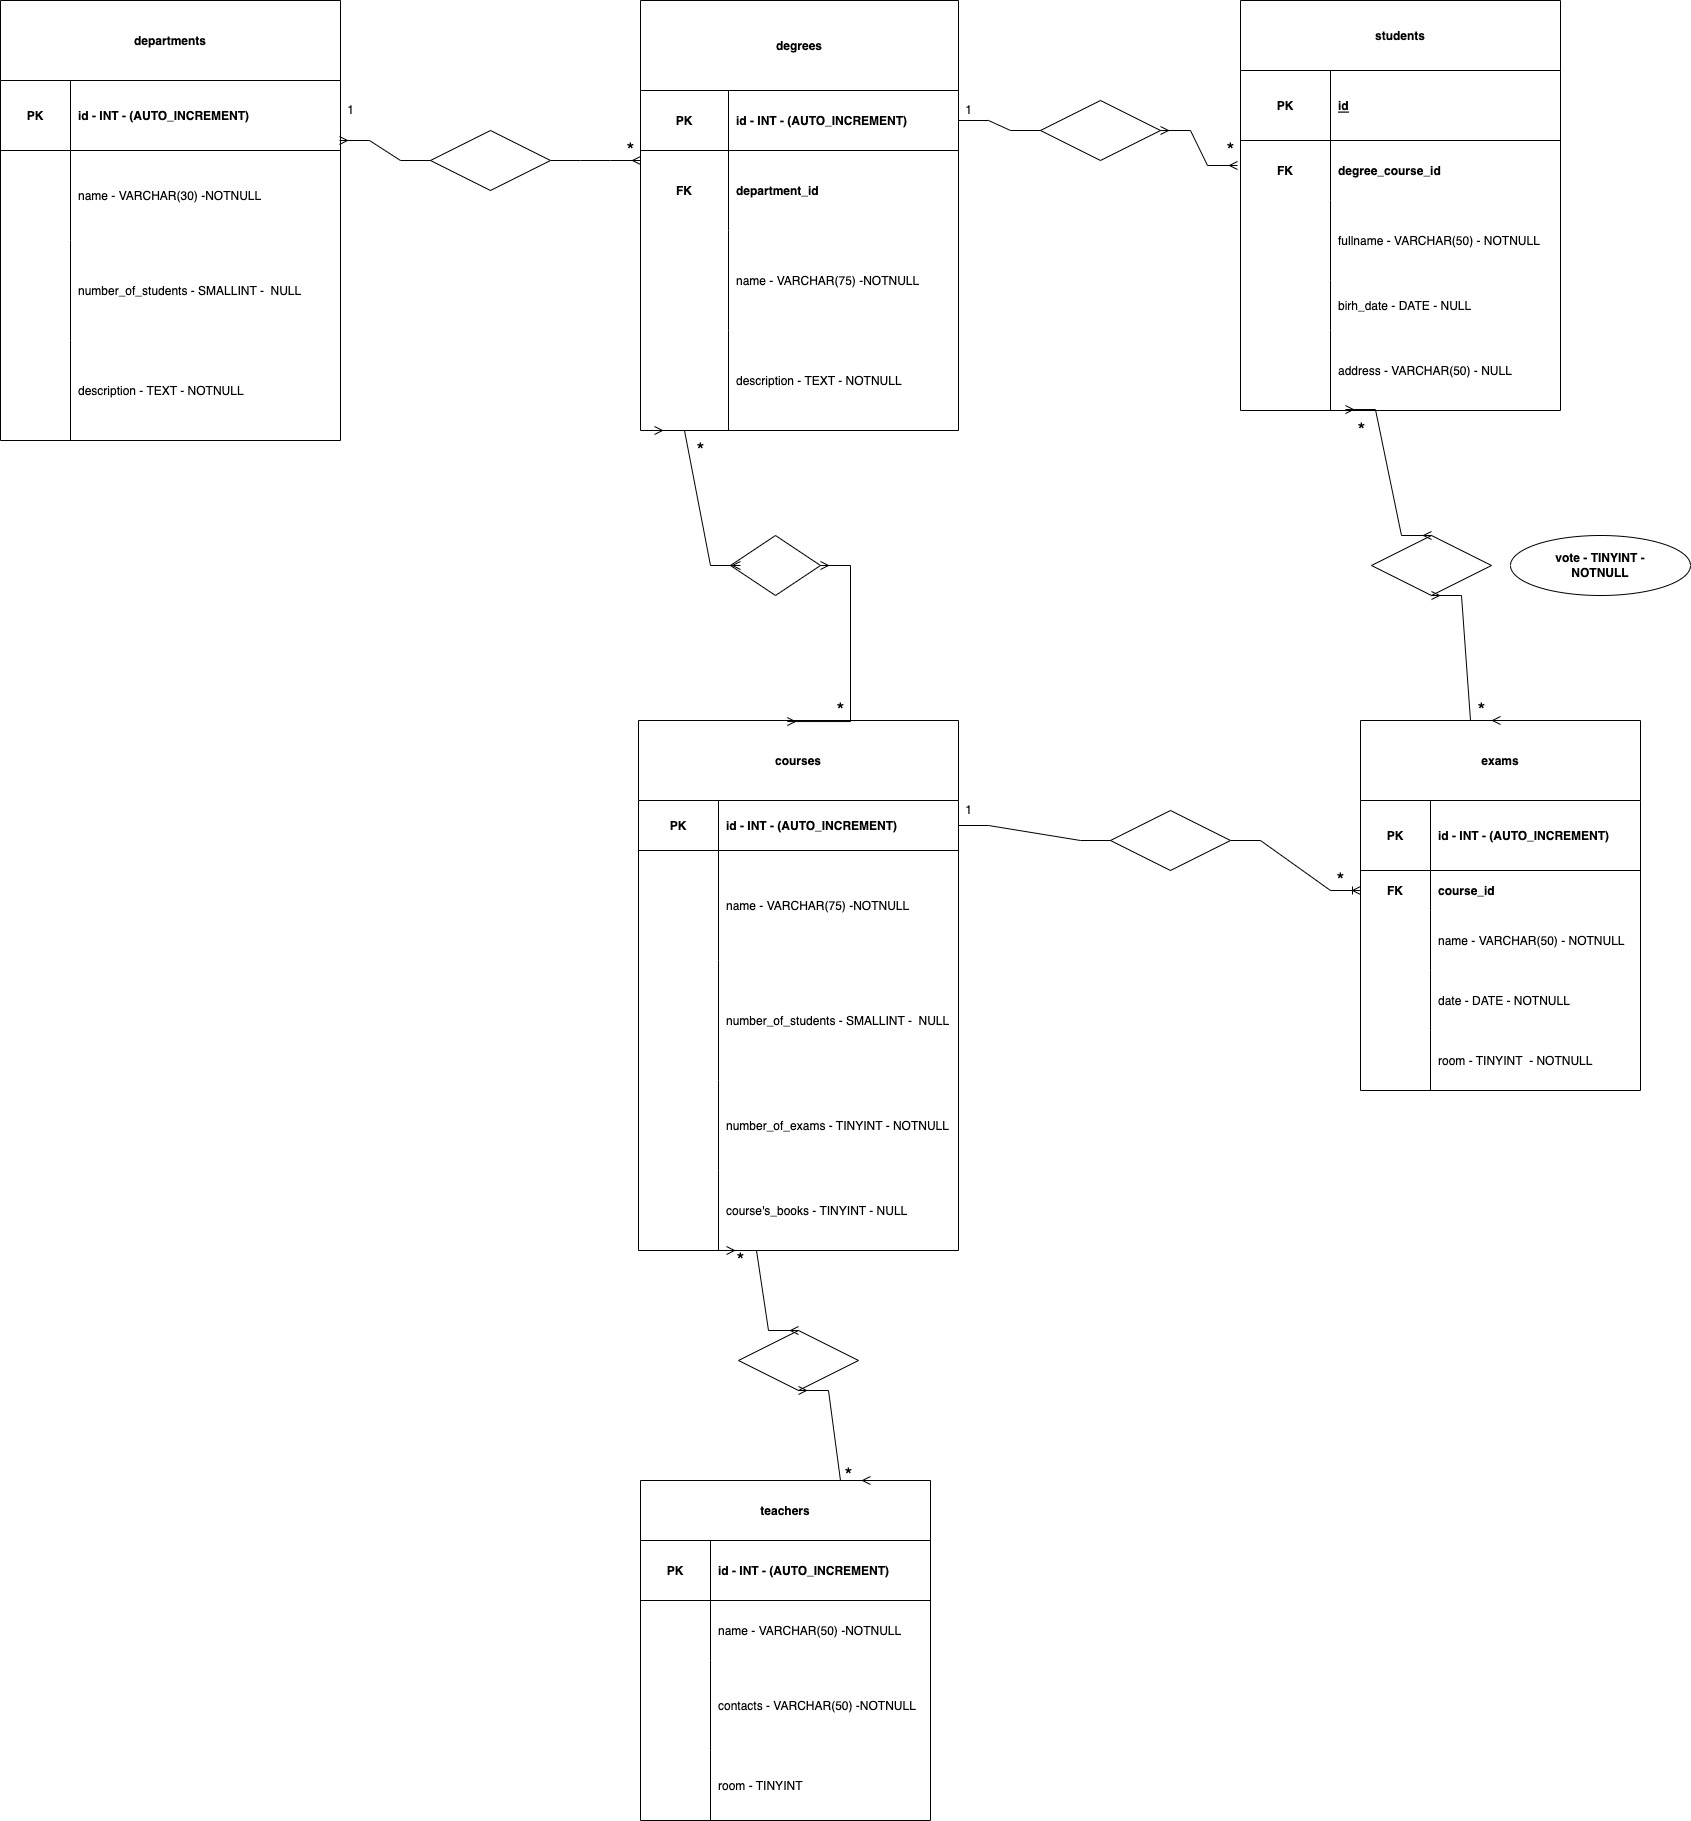 departments
PK
id - INT - (AUTO_INCREMENT)
name - VARCHAR(30) -NOTNULL
number_of_students - SMALLINT -  NULL
description - TEXT - NOTNULL
1
*
degrees
PK
id - INT - (AUTO_INCREMENT)
FK
department_id
name - VARCHAR(75) -NOTNULL
description - TEXT - NOTNULL
1
*
students
PK
id
FK
degree_course_id
fullname - VARCHAR(50) - NOTNULL
birh_date - DATE - NULL
address - VARCHAR(50) - NULL
*
*
vote - TINYINT -
NOTNULL
*
*
courses
PK
id - INT - (AUTO_INCREMENT)
name - VARCHAR(75) -NOTNULL
number_of_students - SMALLINT -  NULL
number_of_exams - TINYINT - NOTNULL
course's_books - TINYINT - NULL
1
*
exams
PK
id - INT - (AUTO_INCREMENT)
FK
course_id
name - VARCHAR(50) - NOTNULL
date - DATE - NOTNULL
room - TINYINT  - NOTNULL
*
*
teachers
PK
id - INT - (AUTO_INCREMENT)
name - VARCHAR(50) -NOTNULL
contacts - VARCHAR(50) -NOTNULL
room - TINYINT